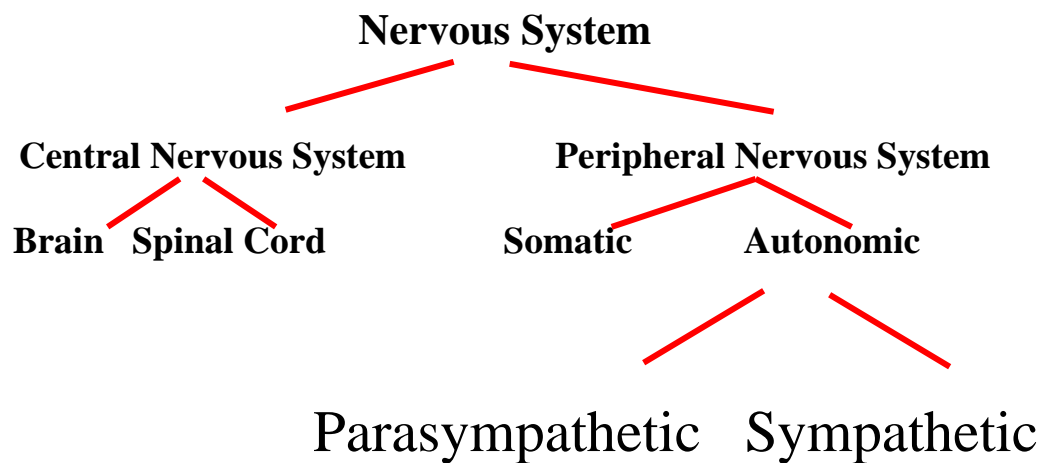 Nervous System
Central Nervous System Peripheral Nervous System
Brain Spinal Cord Somatic Autonomic
Parasympathetic Sympathetic